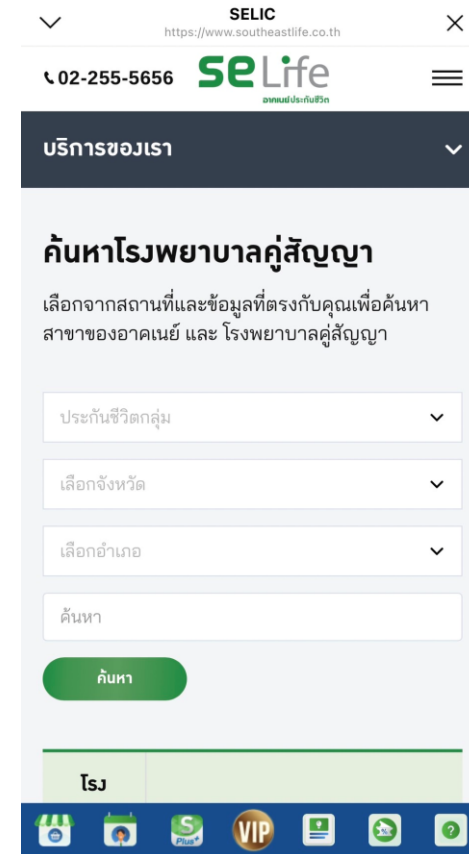 SELIC
https://www.southeastlife.co.th
02-255-5656
SE Life
อาคเนย์ประกันชีวิต
บริการของเรา
ค้นหาโรงพยาบาลคู่สัญญา
เลือกจากสถานที่และข้อมูลที่ตรงกับคุณเพื่อค้นหา
สาขาของอาคเนย์ และ โรงพยาบาลคู่สัญญา
ประกันชีวิตกลุ่ม
เลือกจังหวัด
เลือกอำเภอ
ค้นหา
ค้นหา
โรง
S Plus+ VIP ?